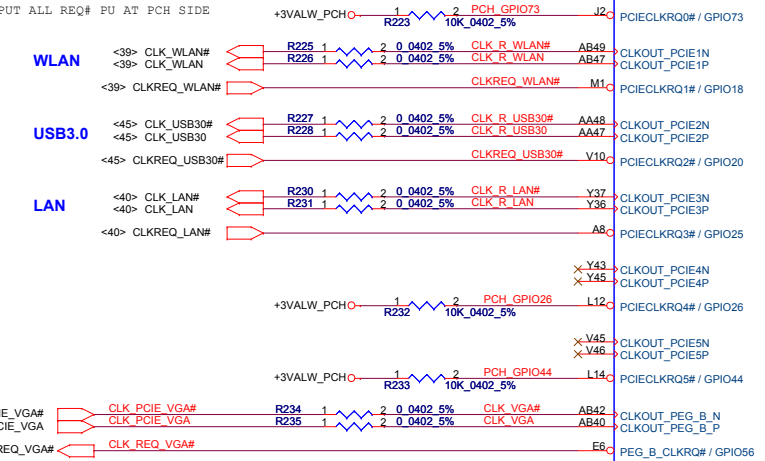 PUT ALL REQ# PU AT PCH SIDE
+3VALW_PCH R223 1 2 10K_0402_5% PCH_GPIO73 J2 PCIECLKRQ0# / GPIO73
WLAN
<39> CLK_WLAN# R225 1 2 0_0402_5% CLK_R_WLAN# AB49 CLKOUT_PCIE1N
<39> CLK_WLAN R226 1 2 0_0402_5% CLK_R_WLAN AB47 CLKOUT_PCIE1P
<39> CLKREQ_WLAN# CLKREQ_WLAN# M1 PCIECLKRQ1# / GPIO18
USB3.0
<45> CLK_USB30# R227 1 2 0_0402_5% CLK_R_USB30# AA48 CLKOUT_PCIE2N
<45> CLK_USB30 R228 1 2 0_0402_5% CLK_R_USB30 AA47 CLKOUT_PCIE2P
<45> CLKREQ_USB30# CLKREQ_USB30# V10 PCIECLKRQ2# / GPIO20
LAN
<40> CLK_LAN# R230 1 2 0_0402_5% CLK_R_LAN# Y37 CLKOUT_PCIE3N
<40> CLK_LAN R231 1 2 0_0402_5% CLK_R_LAN Y36 CLKOUT_PCIE3P
<40> CLKREQ_LAN# A8 PCIECLKRQ3# / GPIO25
Y43 CLKOUT_PCIE4N
Y45 CLKOUT_PCIE4P
+3VALW_PCH R232 1 2 10K_0402_5% PCH_GPIO26 L12 PCIECLKRQ4# / GPIO26
V45 CLKOUT_PCIE5N
V46 CLKOUT_PCIE5P
+3VALW_PCH R233 1 2 10K_0402_5% PCH_GPIO44 L14 PCIECLKRQ5# / GPIO44
IE_VGA# CLK_PCIE_VGA# R234 1 2 0_0402_5% CLK_VGA# AB42 CLKOUT_PEG_B_N
CIE_VGA CLK_PCIE_VGA R235 1 2 0_0402_5% CLK_VGA AB40 CLKOUT_PEG_B_P
REQ_VGA# CLK_REQ_VGA# E6 PEG_B_CLKRQ# / GPIO56